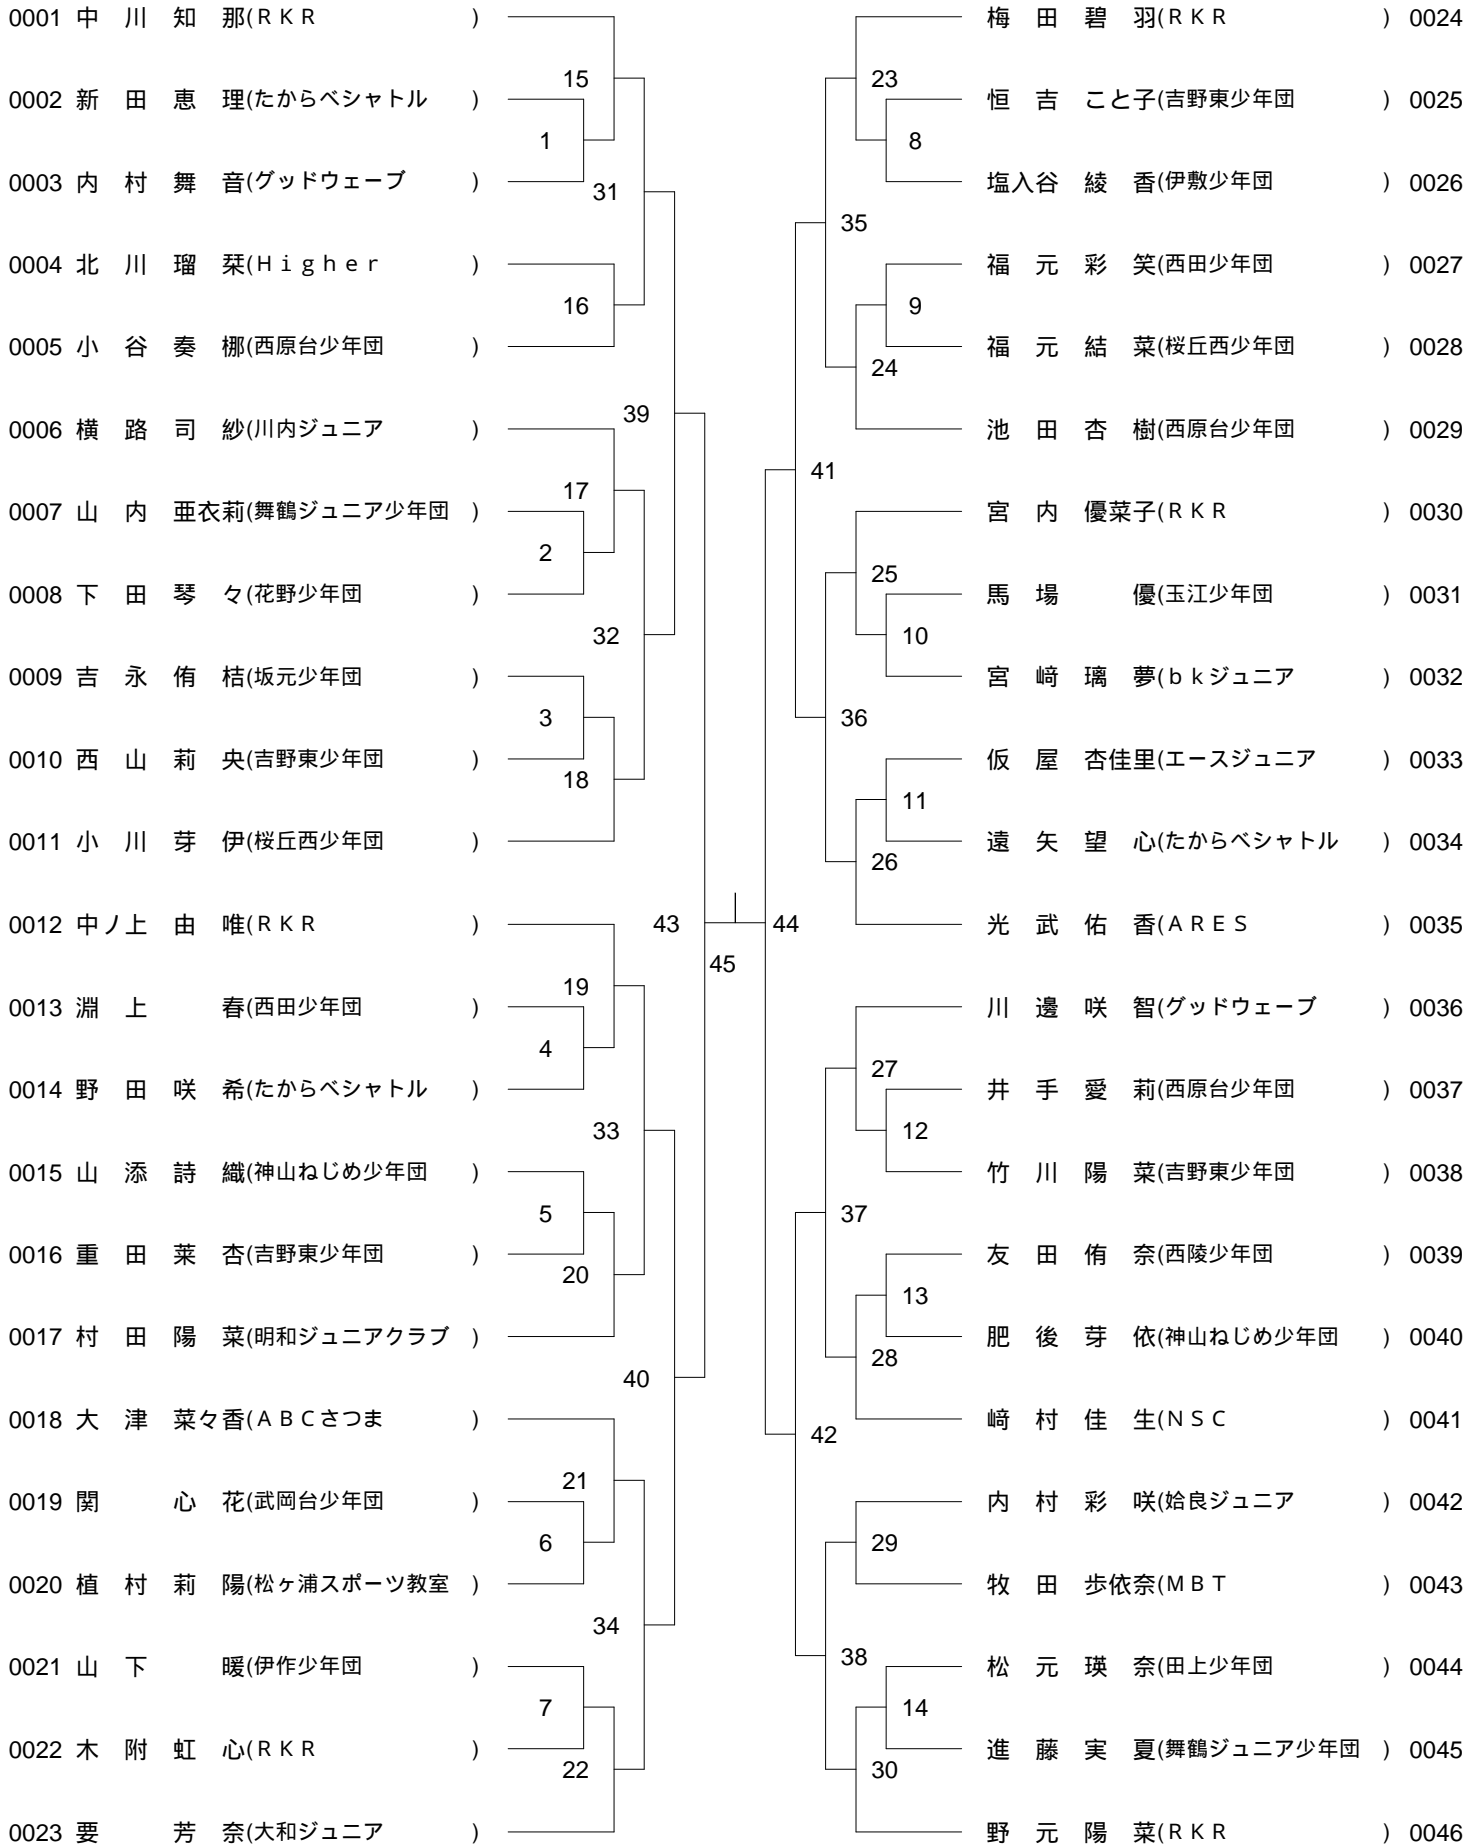 0001 中　川　知　那(ＲＫＲ)
15
0002 新　田　恵　理(たからべシャトル)
1
0003 内　村　舞　音(グッドウェーブ)
31
0004 北　川　瑠　栞(Ｈｉｇｈｅｒ)
16
0005 小　谷　奏　梛(西原台少年団)
39
0006 横　路　司　紗(川内ジュニア)
17
0007 山　内　亜衣莉(舞鶴ジュニア少年団)
2
0008 下　田　琴　々(花野少年団)
32
0009 吉　永　侑　桔(坂元少年団)
3
0010 西　山　莉　央(吉野東少年団)
18
0011 小　川　芽　伊(桜丘西少年団)
0012 中ノ上　由　唯(ＲＫＲ)
43
45
19
0013 淵　上　　　春(西田少年団)
4
0014 野　田　咲　希(たからべシャトル)
33
0015 山　添　詩　織(神山ねじめ少年団)
5
0016 重　田　菜　杏(吉野東少年団)
20
0017 村　田　陽　菜(明和ジュニアクラブ)
40
0018 大　津　菜々香(ＡＢＣさつま)
21
0019 関　　　心　花(武岡台少年団)
6
0020 植　村　莉　陽(松ヶ浦スポーツ教室)
34
0021 山　下　　　暖(伊作少年団)
7
0022 木　附　虹　心(ＲＫＲ)
22
0023 要　　　芳　奈(大和ジュニア)
梅　田　碧　羽(ＲＫＲ) 0024
23
恒　吉　こと子(吉野東少年団) 0025
8
塩入谷　綾　香(伊敷少年団) 0026
35
福　元　彩　笑(西田少年団) 0027
9
福　元　結　菜(桜丘西少年団) 0028
24
池　田　杏　樹(西原台少年団) 0029
41
宮　内　優菜子(ＲＫＲ) 0030
25
馬　場　　　優(玉江少年団) 0031
10
宮　﨑　璃　夢(ｂｋジュニア) 0032
36
仮　屋　杏佳里(エースジュニア) 0033
11
遠　矢　望　心(たからべシャトル) 0034
26
光　武　佑　香(ＡＲＥＳ) 0035
44
川　邊　咲　智(グッドウェーブ) 0036
27
井　手　愛　莉(西原台少年団) 0037
12
竹　川　陽　菜(吉野東少年団) 0038
37
友　田　侑　奈(西陵少年団) 0039
13
肥　後　芽　依(神山ねじめ少年団) 0040
28
﨑　村　佳　生(ＮＳＣ) 0041
42
内　村　彩　咲(姶良ジュニア) 0042
29
牧　田　歩依奈(ＭＢＴ) 0043
38
松　元　瑛　奈(田上少年団) 0044
14
進　藤　実　夏(舞鶴ジュニア少年団) 0045
30
野　元　陽　菜(ＲＫＲ) 0046